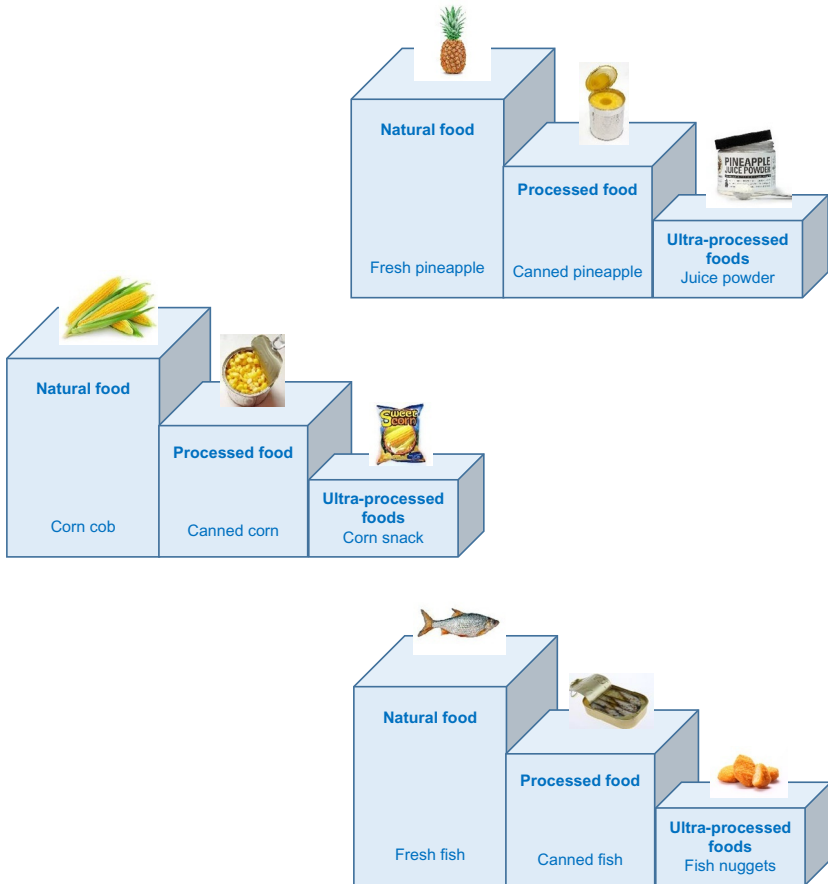 Natural food
Processed food
PINEAPPLE
JUICE POWDER
Ultra-processed
foods
Fresh pineapple
Canned pineapple
Juice powder
Natural food
Processed food
Sweet
corn
Ultra-processed
foods
Corn cob
Canned corn
Corn snack
Natural food
Processed food
Ultra-processed
foods
Fresh fish
Canned fish
Fish nuggets